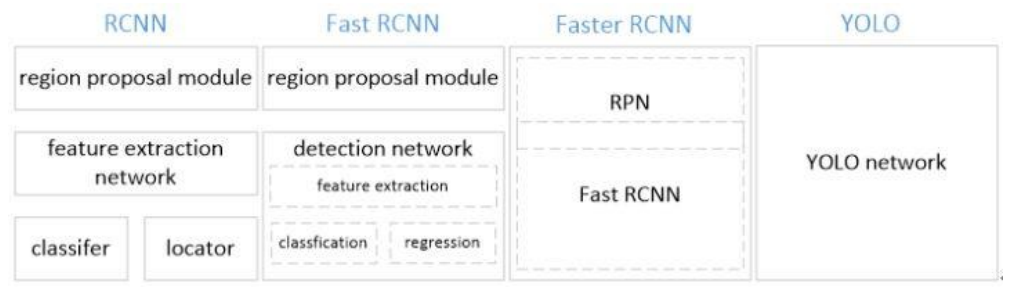 RCNN
Fast RCNN
Faster RCNN
YOLO
region proposal module
region proposal module
RPN
YOLO network
feature extraction
network
detection network
feature extraction
Fast RCNN
classifer
locator
classfication
regression